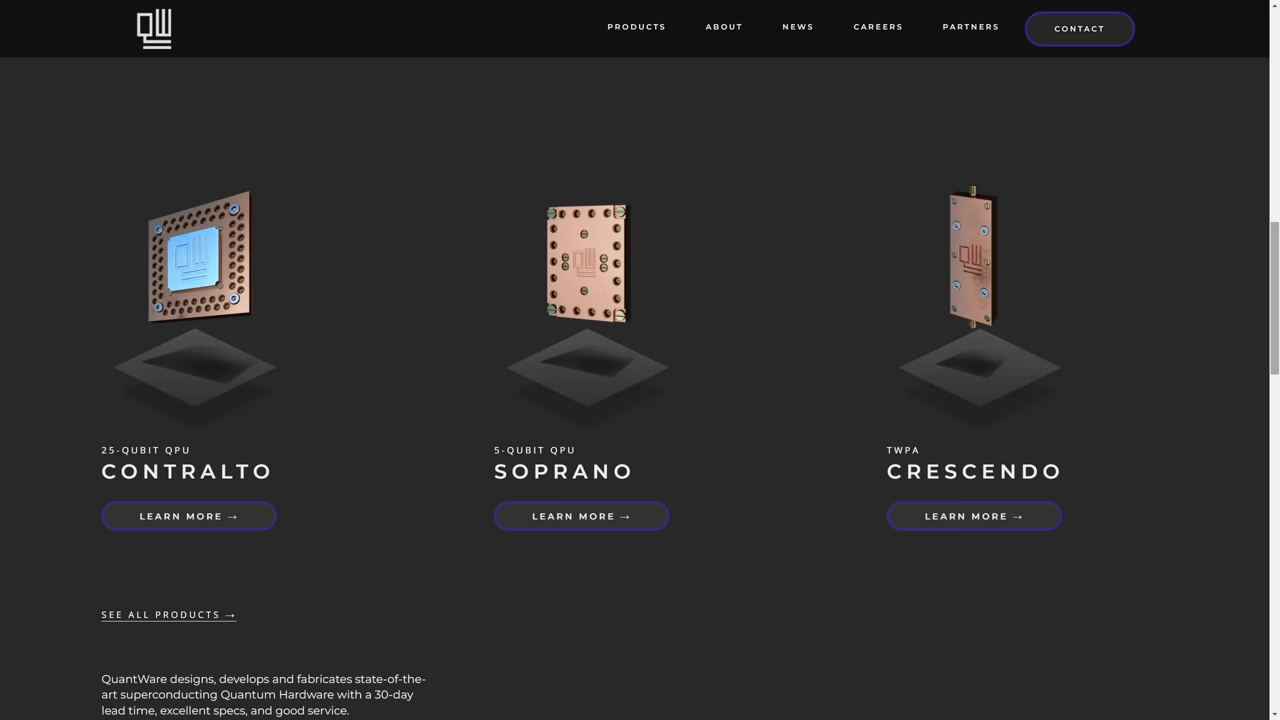 QW
PRODUCTS
ABOUT
NEWS
CAREERS
PARTNERS
CONTACT
25-QUBIT QPU
CONTRALTO
LEARN MORE →
5-QUBIT QPU
SOPRANO
LEARN MORE →
TWPA
CRESCENDO
LEARN MORE →
SEE ALL PRODUCTS →
QuantWare designs, develops and fabricates state-of-the-
art superconducting Quantum Hardware with a 30-day
lead time, excellent specs, and good service.